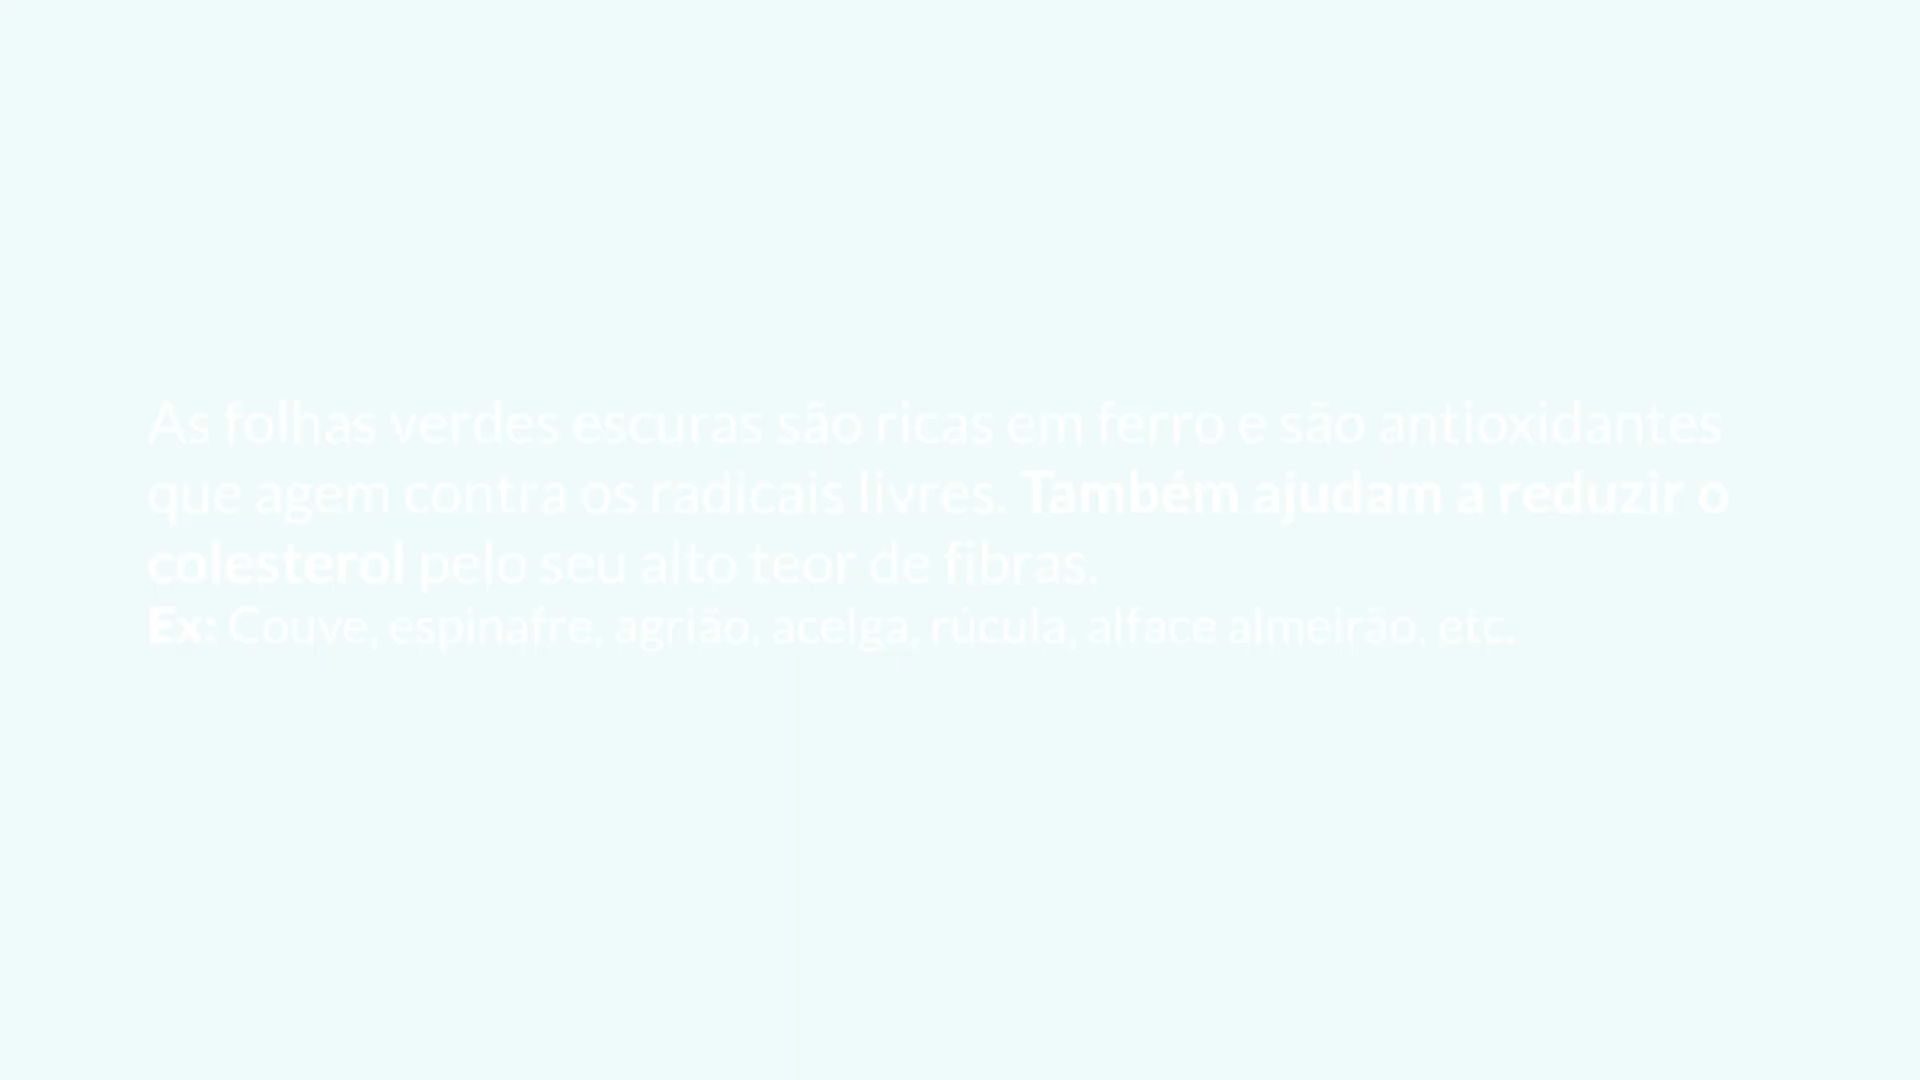 As folhas verdes escuras são ricas em ferro e são antioxidantes
que agem contra os radicais livres. Também ajudam a reduzir o
colesterol pelo seu alto teor de fibras.
Ex: Couve, espinafre, agrião, acelga, rúcula, alface almeirão, etc.